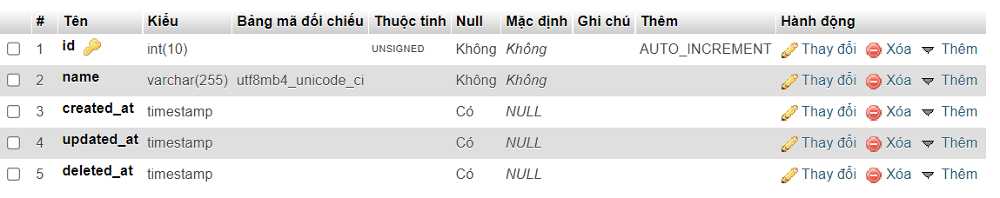 # Tên Kiểu Bảng mã đối chiếu Thuộc tính Null Mặc định Ghi chú Thêm Hành động
1 id int(10) UNSIGNED Không Không AUTO_INCREMENT Thay đổi Xóa Thêm
2 name varchar(255) utf8mb4_unicode_ci Không Không Thay đổi Xóa Thêm
3 created_at timestamp Có NULL Thay đổi Xóa Thêm
4 updated_at timestamp Có NULL Thay đổi Xóa Thêm
5 deleted_at timestamp Có NULL Thay đổi Xóa Thêm